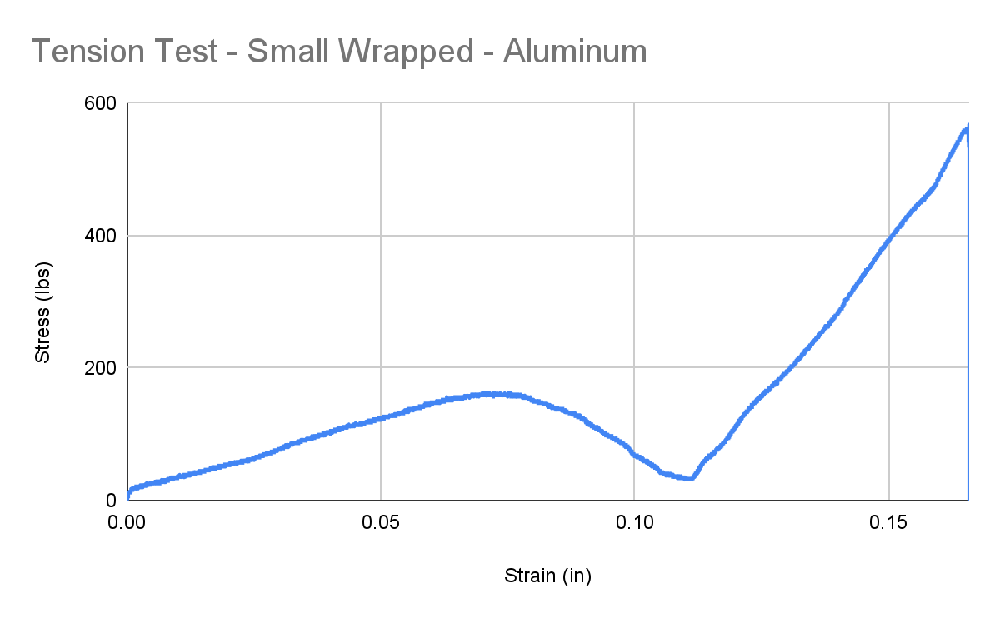 Tension Test - Small Wrapped - Aluminum
600
400
200
0
Stress (lbs)
0.00 0.05 0.10 0.15
Strain (in)